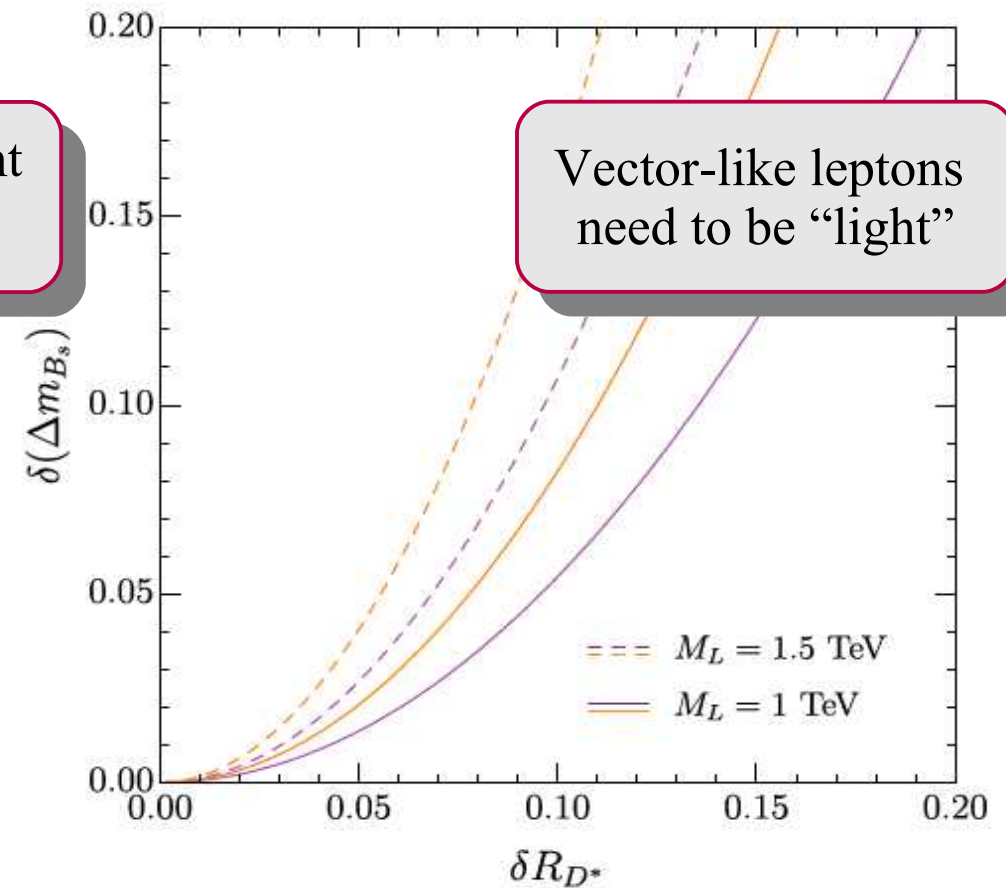 0.20
Vector-like leptons
need to be “light”
0.15
δ(Δm_{B_s})
0.10
0.05
M_L = 1.5 TeV
M_L = 1 TeV
0.00
0.00 0.05 0.10 0.15 0.20
δR_{D*}